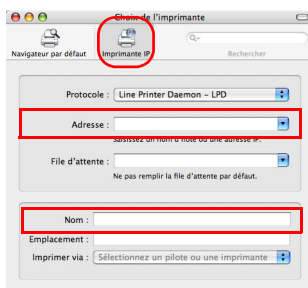 Choix de l'imprimante
Navigateur par défaut
Imprimante IP
Rechercher
Protocole : Line Printer Daemon - LPD
Adresse :
Saisissez un nom d'hôte ou une adresse IP.
File d'attente :
Ne pas remplir la file d'attente par défaut.
Nom :
Emplacement :
Imprimer via : Sélectionnez un pilote ou une imprimante